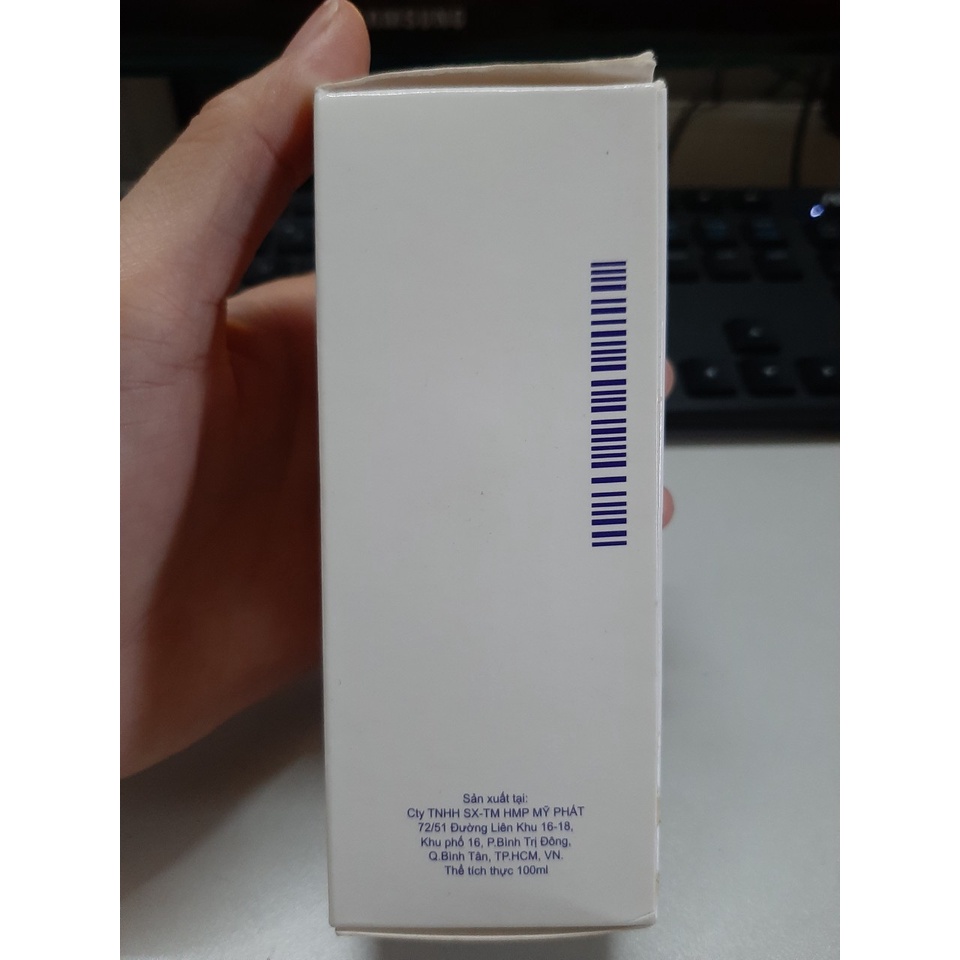 SAMSUNG
Sản xuất tại:
Cty TNHH SX-TM HMP MỸ PHÁT
72/51 Đường Liên Khu 16-18,
Khu phố 16, P.Bình Trị Đông,
Q.Bình Tân, TP.HCM, VN.
Thể tích thực 100ml